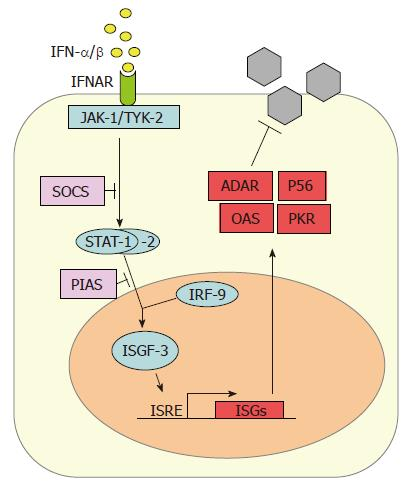 IFN-α/β
IFNAR
JAK-1/TYK-2
SOCS
ADAR
P56
OAS
PKR
STAT-1
-2
PIAS
IRF-9
ISGF-3
ISRE
ISGs